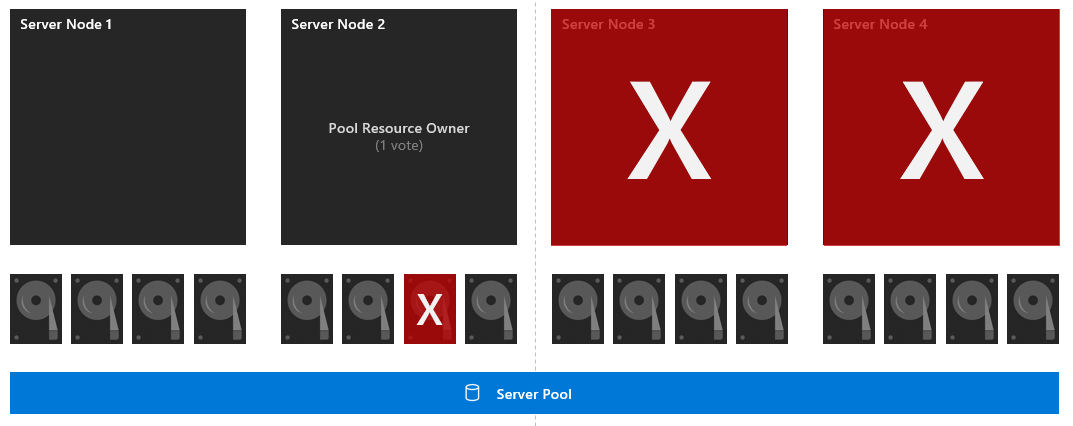 Server Node 1
Server Node 2
Pool Resource Owner
(1 vote)
Server Node 3
X
Server Node 4
X
X
Server Pool